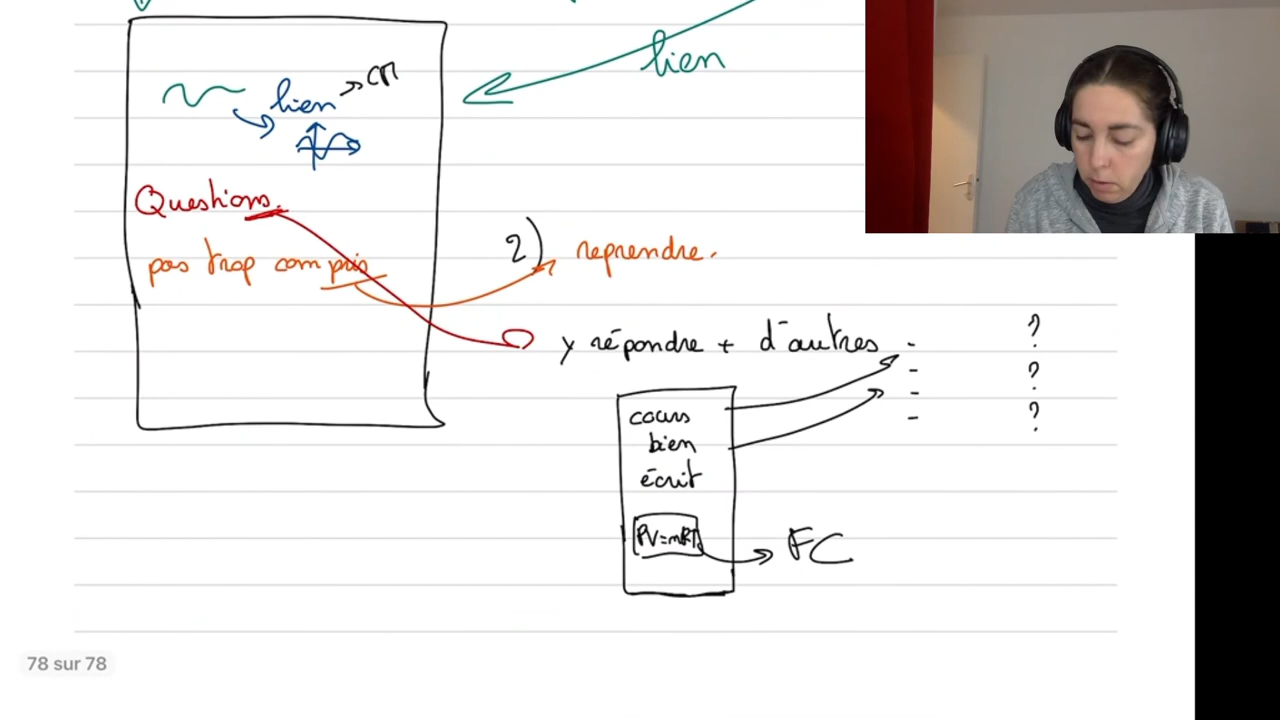 lien
lien → CM
Questions.
pas trop compris
2) reprendre.
y répondre + d'autres - ?
- ?
-
- ?
cours
bien
écrit
PV=nRT
FC
78 sur 78